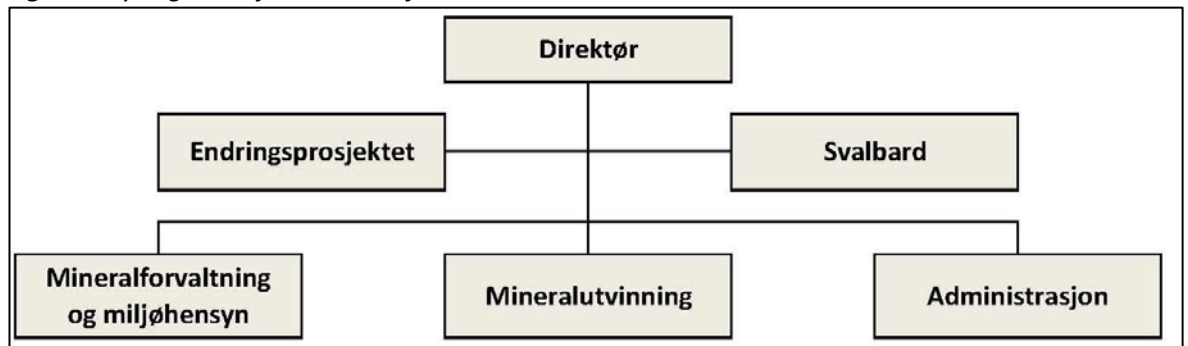 Direktør
Endringsprosjektet
Svalbard
Mineralforvaltning
og miljøhensyn
Mineralutvinning
Administrasjon